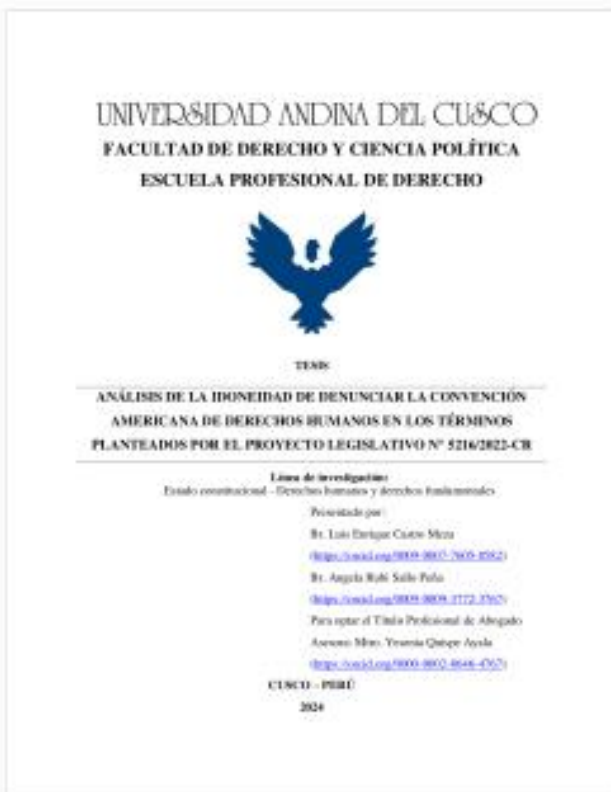 UNIVERSIDAD ANDINA DEL CUSCO
FACULTAD DE DERECHO Y CIENCIA POLÍTICA
ESCUELA PROFESIONAL DE DERECHO
TESIS
ANÁLISIS DE LA IDONEIDAD DE DENUNCIAR LA CONVENCIÓN
AMERICANA DE DERECHOS HUMANOS EN LOS TÉRMINOS
PLANTEADOS POR EL PROYECTO LEGISLATIVO N° 5216/2022-CR
Línea de investigación:
Estado constitucional - Derechos humanos y derechos fundamentales
Presentado por:
Br. Luis Enrique Castro Meza
Br. Angela Rubí Sallo Peña
Para optar el Título Profesional de Abogado
Asesora: Mtro. Yesenia Quispe Ayala
CUSCO – PERÚ
2024